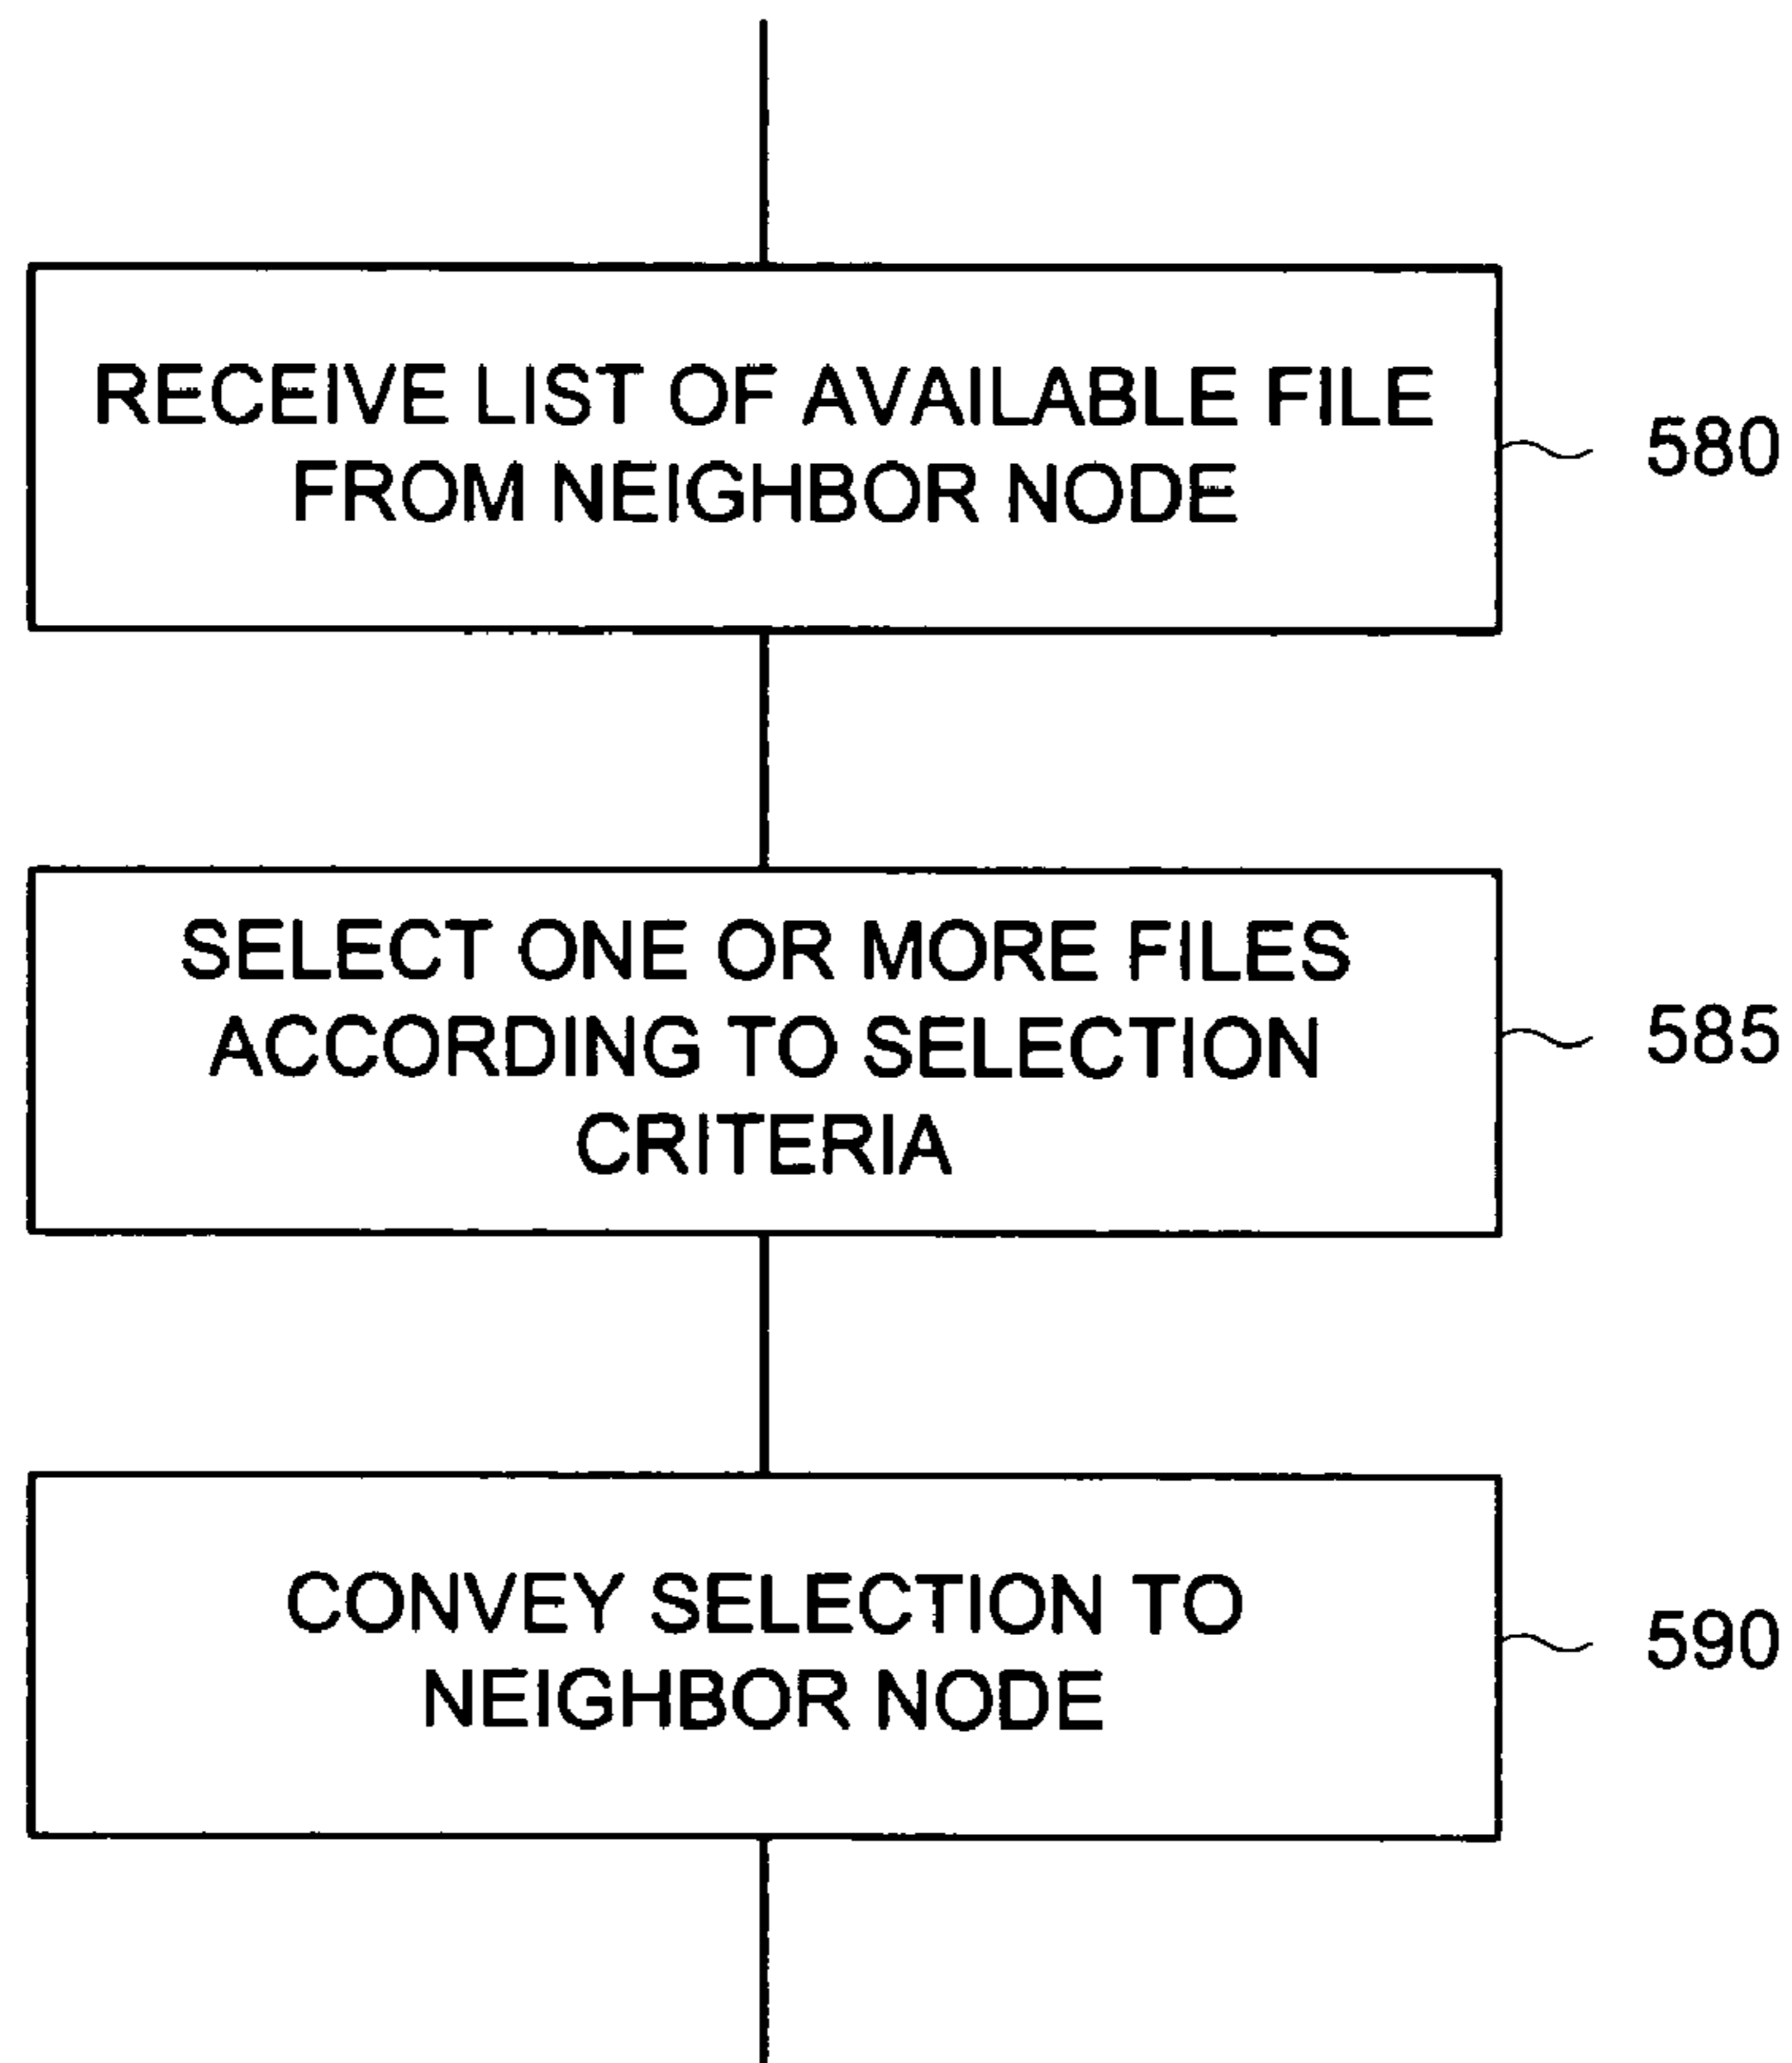 RECEIVE LIST OF AVAILABLE FILE
FROM NEIGHBOR NODE
580
SELECT ONE OR MORE FILES
ACCORDING TO SELECTION
CRITERIA
585
CONVEY SELECTION TO
NEIGHBOR NODE
590